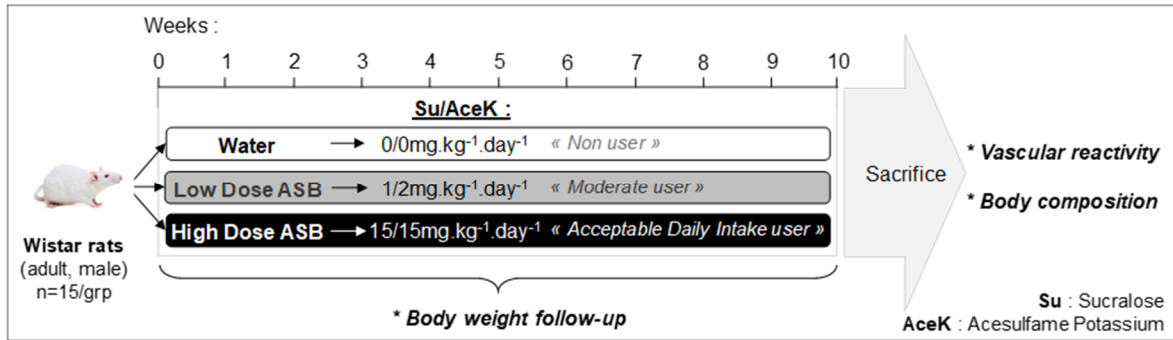 Weeks :
0 1 2 3 4 5 6 7 8 9 10
Su/AceK :
Water → 0/0mg.kg⁻¹.day⁻¹ « Non user »
Low Dose ASB → 1/2mg.kg⁻¹.day⁻¹ « Moderate user »
High Dose ASB → 15/15mg.kg⁻¹.day⁻¹ « Acceptable Daily Intake user »
Wistar rats
(adult, male)
n=15/grp
* Body weight follow-up
Sacrifice
* Vascular reactivity
* Body composition
Su : Sucralose
AceK : Acesulfame Potassium